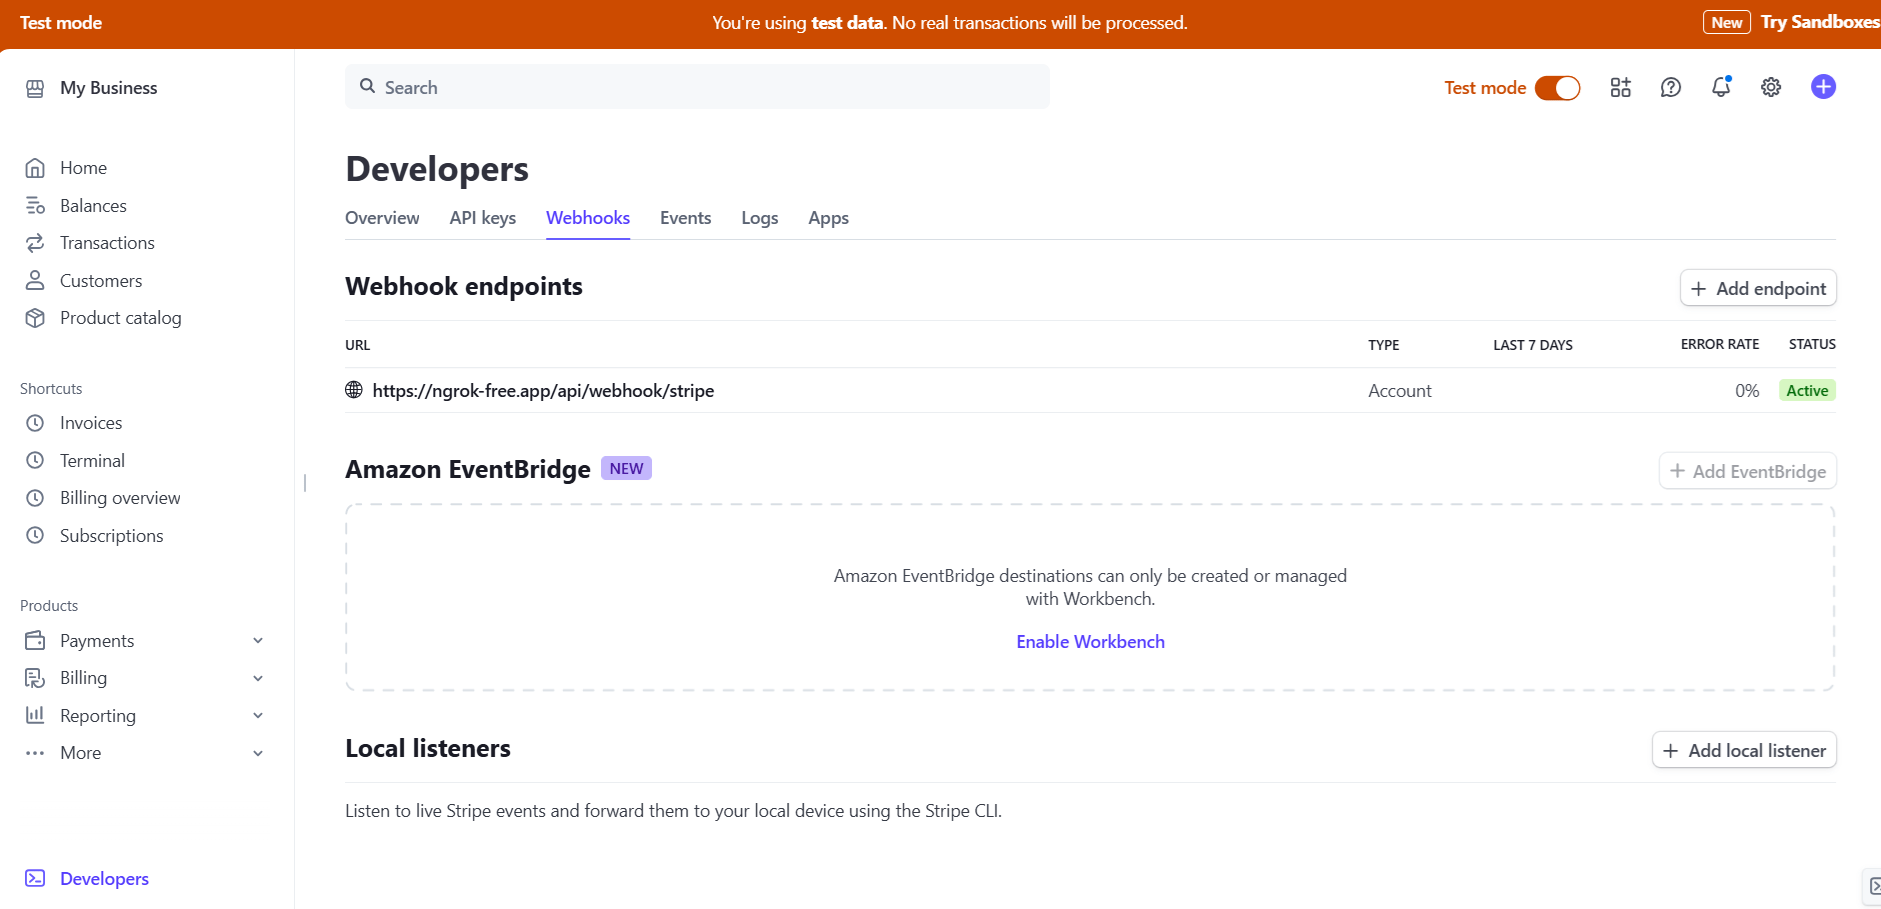 Test mode
You're using test data. No real transactions will be processed.
New Try Sandboxes
My Business
Search
Test mode
Home
Balances
Transactions
Customers
Product catalog
Shortcuts
Invoices
Terminal
Billing overview
Subscriptions
Products
Payments
Billing
Reporting
More
Developers
Developers
Overview API keys Webhooks Events Logs Apps
Webhook endpoints
Add endpoint
URL TYPE LAST 7 DAYS ERROR RATE STATUS
https://ngrok-free.app/api/webhook/stripe Account 0% Active
Amazon EventBridge NEW
Add EventBridge
Amazon EventBridge destinations can only be created or managed
with Workbench.
Enable Workbench
Local listeners
Add local listener
Listen to live Stripe events and forward them to your local device using the Stripe CLI.